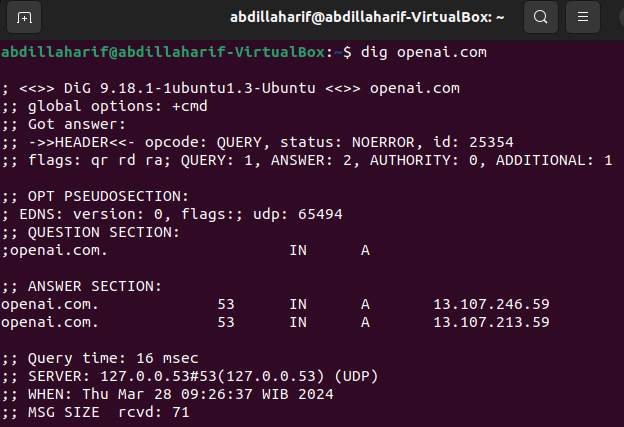 abdillaharif@abdillaharif-VirtualBox: ~
abdillaharif@abdillaharif-VirtualBox:~$ dig openai.com

; <<>> DiG 9.18.1-1ubuntu1.3-Ubuntu <<>> openai.com
;; global options: +cmd
;; Got answer:
;; ->>HEADER<<- opcode: QUERY, status: NOERROR, id: 25354
;; flags: qr rd ra; QUERY: 1, ANSWER: 2, AUTHORITY: 0, ADDITIONAL: 1

;; OPT PSEUDOSECTION:
; EDNS: version: 0, flags:; udp: 65494
;; QUESTION SECTION:
;openai.com.			IN	A

;; ANSWER SECTION:
openai.com.		53	IN	A	13.107.246.59
openai.com.		53	IN	A	13.107.213.59

;; Query time: 16 msec
;; SERVER: 127.0.0.53#53(127.0.0.53) (UDP)
;; WHEN: Thu Mar 28 09:26:37 WIB 2024
;; MSG SIZE  rcvd: 71